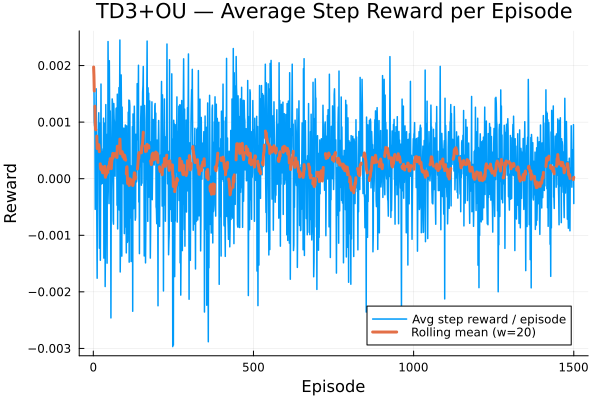 TD3+OU — Average Step Reward per Episode
0.002
0.001
0.000
−0.001
−0.002
−0.003
Reward
Avg step reward / episode
Rolling mean (w=20)
0 500 1000 1500
Episode